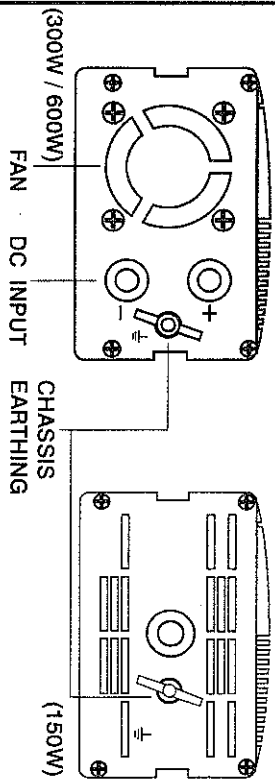 (300W / 600W)
FAN
DC INPUT
+
−
CHASSIS
EARTHING
(150W)